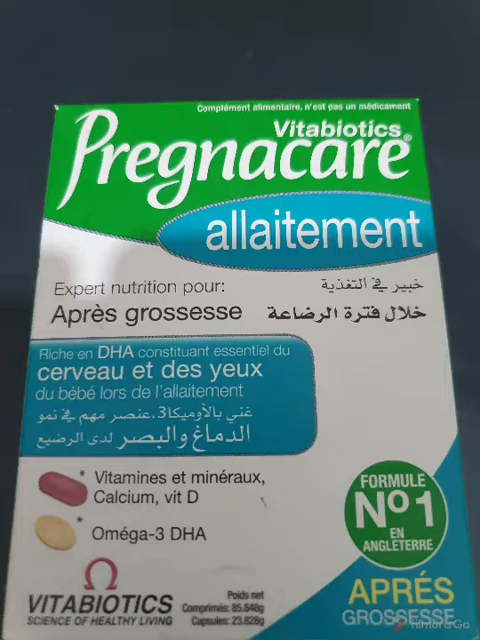 Complément alimentaire, n'est pas un médicament
Vitabiotics®
Pregnacare®
allaitement
Expert nutrition pour:
Après grossesse
خبير في التغذية
خلال فترة الرضاعة
Riche en DHA constituant essentiel du
cerveau et des yeux
du bébé lors de l'allaitement
غني بالأوميكا3.عنصر مهم في نمو
الدماغ والبصر لدى الرضيع
* Vitamines et minéraux,
Calcium, vit D
* Oméga-3 DHA
FORMULE
No1
EN
ANGLETERRE
VITABIOTICS
SCIENCE OF HEALTHY LIVING
Poids net
Comprimés: 85.848g
Capsules: 23.828g
APRÉS
GROSSESSE